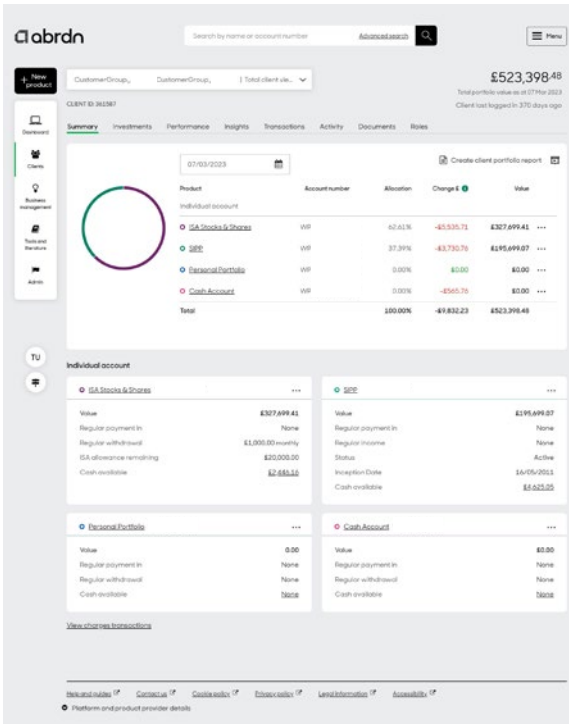 abrdn
Search by name or account number
Advanced search
Menu
+ New product
CustomerGroup, CustomerGroup, | Total client vie...
£523,398.48
Total portfolio value as at 07 Mar 2023
Client last logged in 370 days ago
CLIENT ID: 361587
Summary Investments Performance Insights Transactions Activity Documents Roles
Dashboard
Clients
Business management
Tools and literature
Admin
TU
07/03/2023
Create client portfolio report
Product Account number Allocation Change £ Value
Individual account
ISA Stocks & Shares WP 62.61% -£5,535.71 £327,699.41 ...
SIPP WP 37.39% -£3,730.76 £195,699.07 ...
Personal Portfolio WP 0.00% £0.00 £0.00 ...
Cash Account WP 0.00% -£565.76 £0.00 ...
Total 100.00% -£9,832.23 £523,398.48
Individual account
ISA Stocks & Shares ...
Value £327,699.41
Regular payment in None
Regular withdrawal £1,000.00 monthly
ISA allowance remaining £20,000.00
Cash available £2,486.16
SIPP ...
Value £195,699.07
Regular payment in None
Regular income None
Status Active
Inception Date 16/05/2011
Cash available £4,625.05
Personal Portfolio ...
Value 0.00
Regular payment in None
Regular withdrawal None
Cash available None
Cash Account ...
Value £0.00
Regular payment in None
Regular withdrawal None
Cash available None
View charges transactions
Help and guides Contact us Cookie policy Privacy policy Legal Information Accessibility
Platform and product provider details